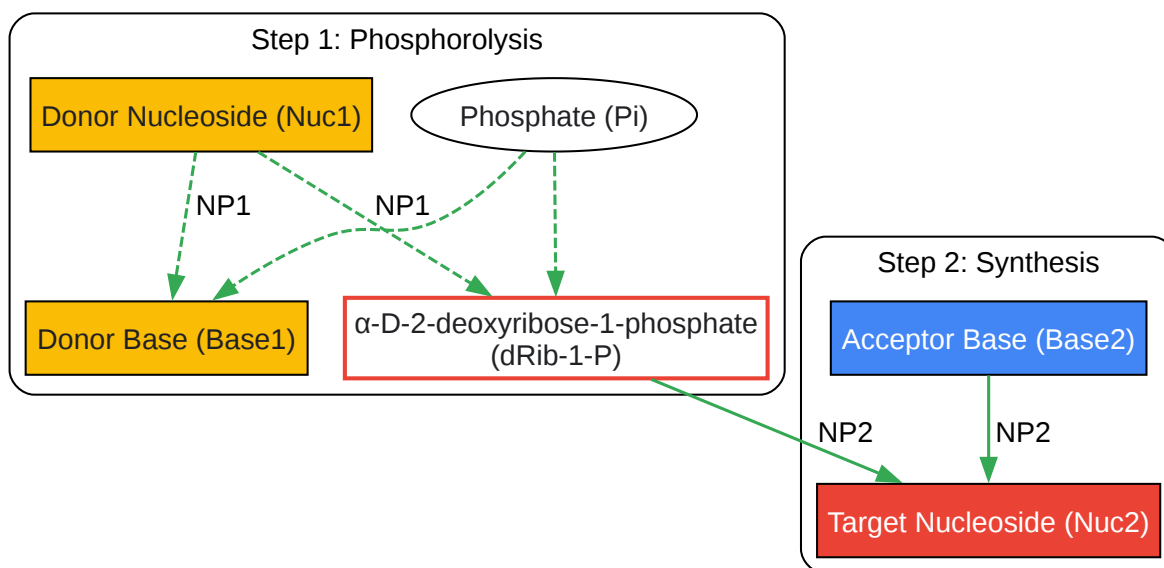 Step 1: Phosphorolysis
Donor Nucleoside (Nuc1)
Phosphate (Pi)
NP1
NP1
Donor Base (Base1)
α-D-2-deoxyribose-1-phosphate
(dRib-1-P)
Step 2: Synthesis
Acceptor Base (Base2)
NP2
NP2
Target Nucleoside (Nuc2)